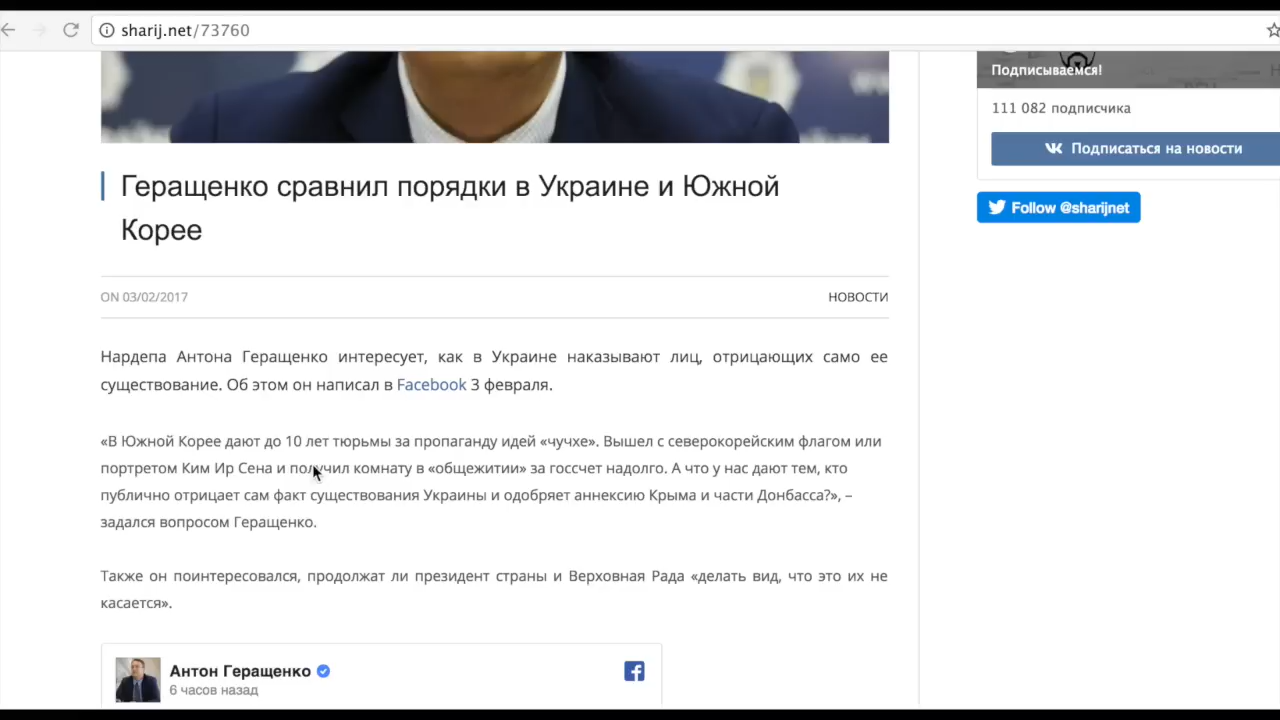 sharij.net/73760
Подписываемся!
111 082 подписчика
Подписаться на новости
Follow @sharijnet
Геращенко сравнил порядки в Украине и Южной
Корее
ON 03/02/2017
НОВОСТИ
Нардепа Антона Геращенко интересует, как в Украине наказывают лиц, отрицающих само ее
существование. Об этом он написал в Facebook 3 февраля.
«В Южной Корее дают до 10 лет тюрьмы за пропаганду идей «чучхе». Вышел с северокорейским флагом или
портретом Ким Ир Сена и получил комнату в «общежитии» за госсчет надолго. А что у нас дают тем, кто
публично отрицает сам факт существования Украины и одобряет аннексию Крыма и части Донбасса?», –
задался вопросом Геращенко.
Также он поинтересовался, продолжат ли президент страны и Верховная Рада «делать вид, что это их не
касается».
Антон Геращенко
6 часов назад